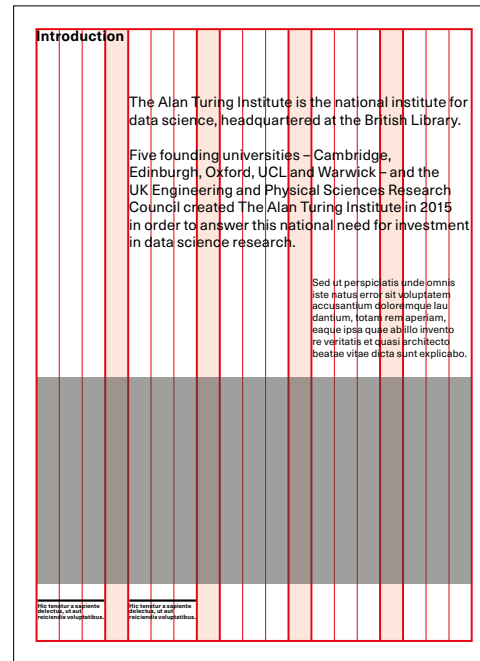 Introduction
The Alan Turing Institute is the national institute for
data science, headquartered at the British Library.
Five founding universities – Cambridge,
Edinburgh, Oxford, UCL and Warwick – and the
UK Engineering and Physical Sciences Research
Council created The Alan Turing Institute in 2015
in order to answer this national need for investment
in data science research.
Sed ut perspiciatis unde omnis
iste natus error sit voluptatem
accusantium doloremque lau
dantium, totam rem aperiam,
eaque ipsa quae ab illo invento
re veritatis et quasi architecto
beatae vitae dicta sunt explicabo.
Hic tenetur a sapiente
delectus, ut aut
reiciendis voluptatibus.
Hic tenetur a sapiente
delectus, ut aut
reiciendis voluptatibus.